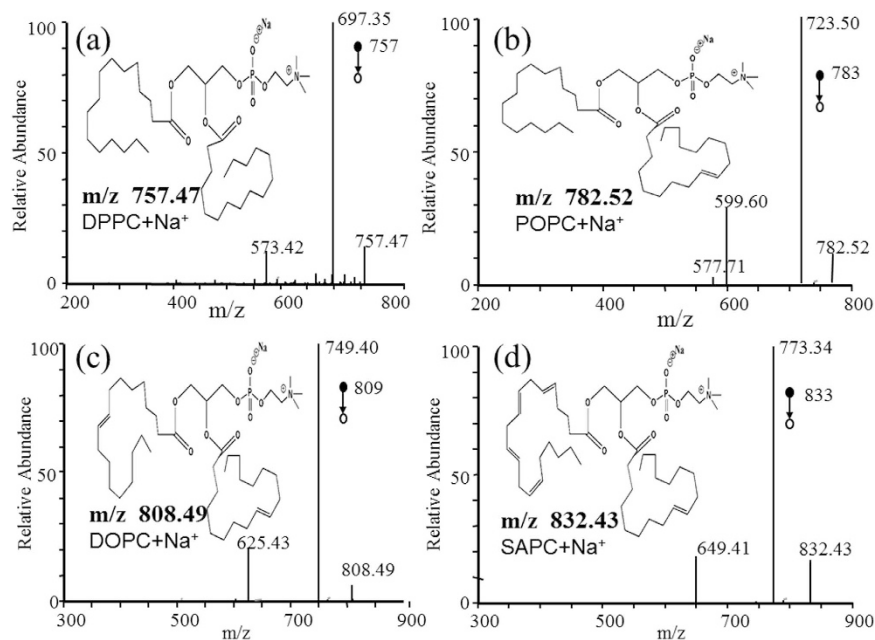 (a)
697.35
757
Na
O
P
O
O
N
O
O
O
O
O
100
50
0
Relative Abundance
m/z 757.47
DPPC+Na⁺
573.42
757.47
200 400 600 800
m/z
(b)
723.50
783
Na
O
P
O
O
N
O
O
O
O
O
100
50
0
Relative Abundance
m/z 782.52
POPC+Na⁺
599.60
577.71
782.52
200 400 600 800
m/z
(c)
749.40
809
Na
O
P
O
O
N
O
O
O
O
O
100
50
0
Relative Abundance
m/z 808.49
DOPC+Na⁺
625.43
808.49
300 500 700 900
m/z
(d)
773.34
833
Na
O
P
O
O
N
O
O
O
O
O
100
50
0
Relative Abundance
m/z 832.43
SAPC+Na⁺
649.41
832.43
300 500 700 900
m/z